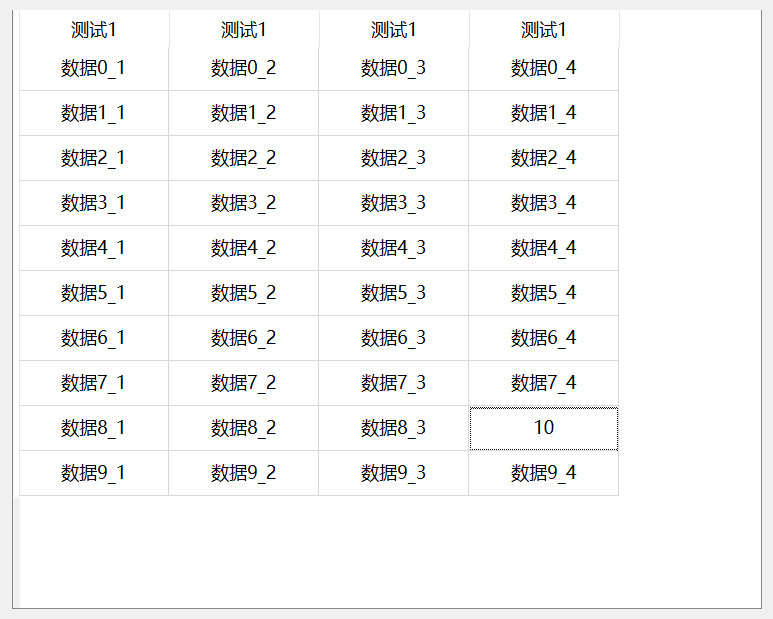 测试1 测试1 测试1 测试1
数据0_1 数据0_2 数据0_3 数据0_4
数据1_1 数据1_2 数据1_3 数据1_4
数据2_1 数据2_2 数据2_3 数据2_4
数据3_1 数据3_2 数据3_3 数据3_4
数据4_1 数据4_2 数据4_3 数据4_4
数据5_1 数据5_2 数据5_3 数据5_4
数据6_1 数据6_2 数据6_3 数据6_4
数据7_1 数据7_2 数据7_3 数据7_4
数据8_1 数据8_2 数据8_3 10
数据9_1 数据9_2 数据9_3 数据9_4